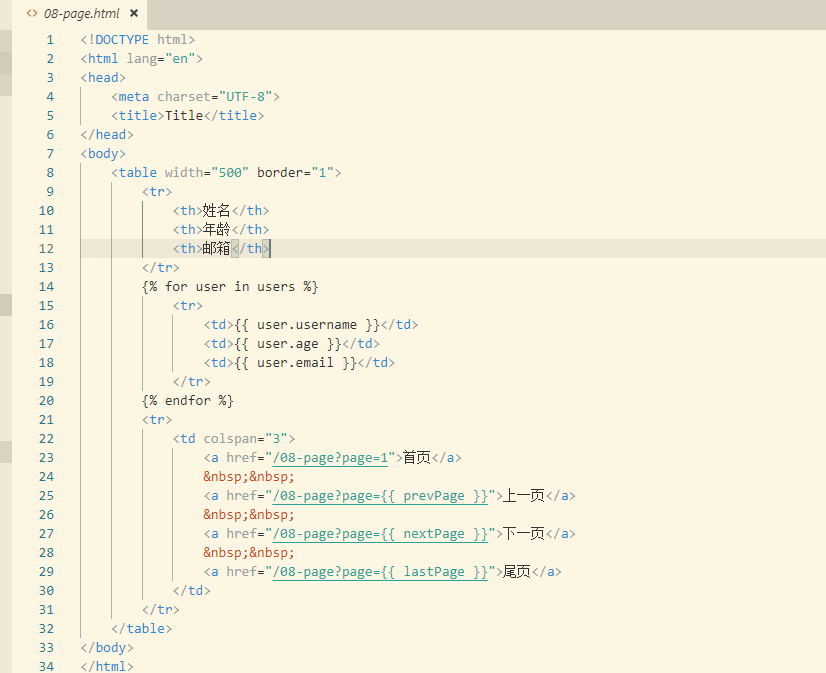 <> 08-page.html ×
1 <!DOCTYPE html>
2 <html lang="en">
3 <head>
4     <meta charset="UTF-8">
5     <title>Title</title>
6 </head>
7 <body>
8     <table width="500" border="1">
9         <tr>
10             <th>姓名</th>
11             <th>年龄</th>
12             <th>邮箱</th>
13         </tr>
14         {% for user in users %}
15             <tr>
16                 <td>{{ user.username }}</td>
17                 <td>{{ user.age }}</td>
18                 <td>{{ user.email }}</td>
19             </tr>
20         {% endfor %}
21         <tr>
22             <td colspan="3">
23                 <a href="/08-page?page=1">首页</a>
24                 &nbsp;&nbsp;
25                 <a href="/08-page?page={{ prevPage }}">上一页</a>
26                 &nbsp;&nbsp;
27                 <a href="/08-page?page={{ nextPage }}">下一页</a>
28                 &nbsp;&nbsp;
29                 <a href="/08-page?page={{ lastPage }}">尾页</a>
30             </td>
31         </tr>
32     </table>
33 </body>
34 </html>